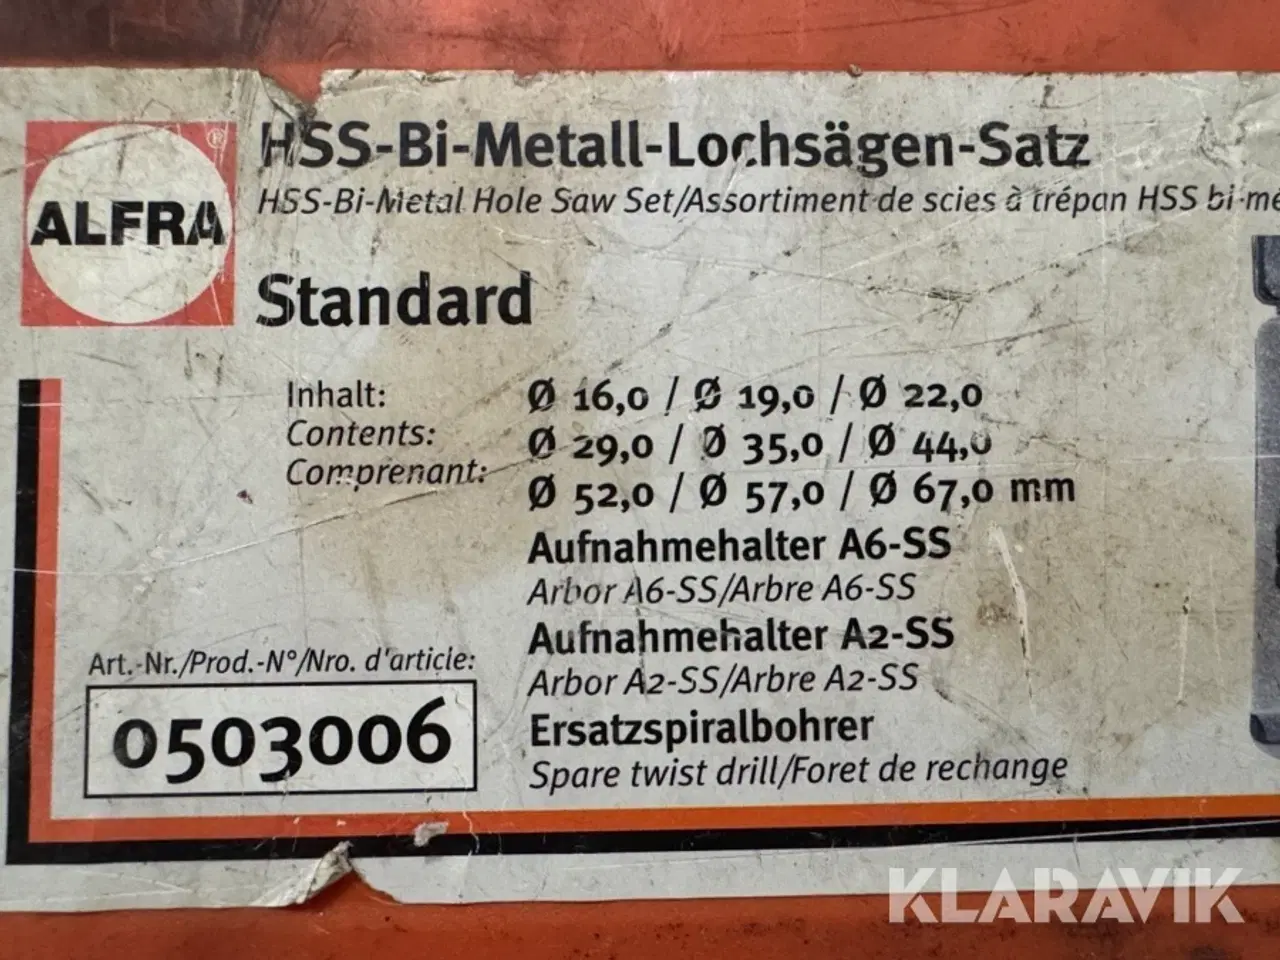 ALFRA®
HSS-Bi-Metall-Lochsägen-Satz
HSS-Bi-Metal Hole Saw Set/Assortiment de scies à trépan HSS bi-mé
Standard
Inhalt:
Contents:
Comprenant:
Ø 16,0 / Ø 19,0 / Ø 22,0
Ø 29,0 / Ø 35,0 / Ø 44,0
Ø 52,0 / Ø 57,0 / Ø 67,0 mm
Aufnahmehalter A6-SS
Arbor A6-SS/Arbre A6-SS
Aufnahmehalter A2-SS
Arbor A2-SS/Arbre A2-SS
Ersatzspiralbohrer
Spare twist drill/Foret de rechange
Art.-Nr./Prod.-N°/Nro. d'article:
0503006
KLARAVIK